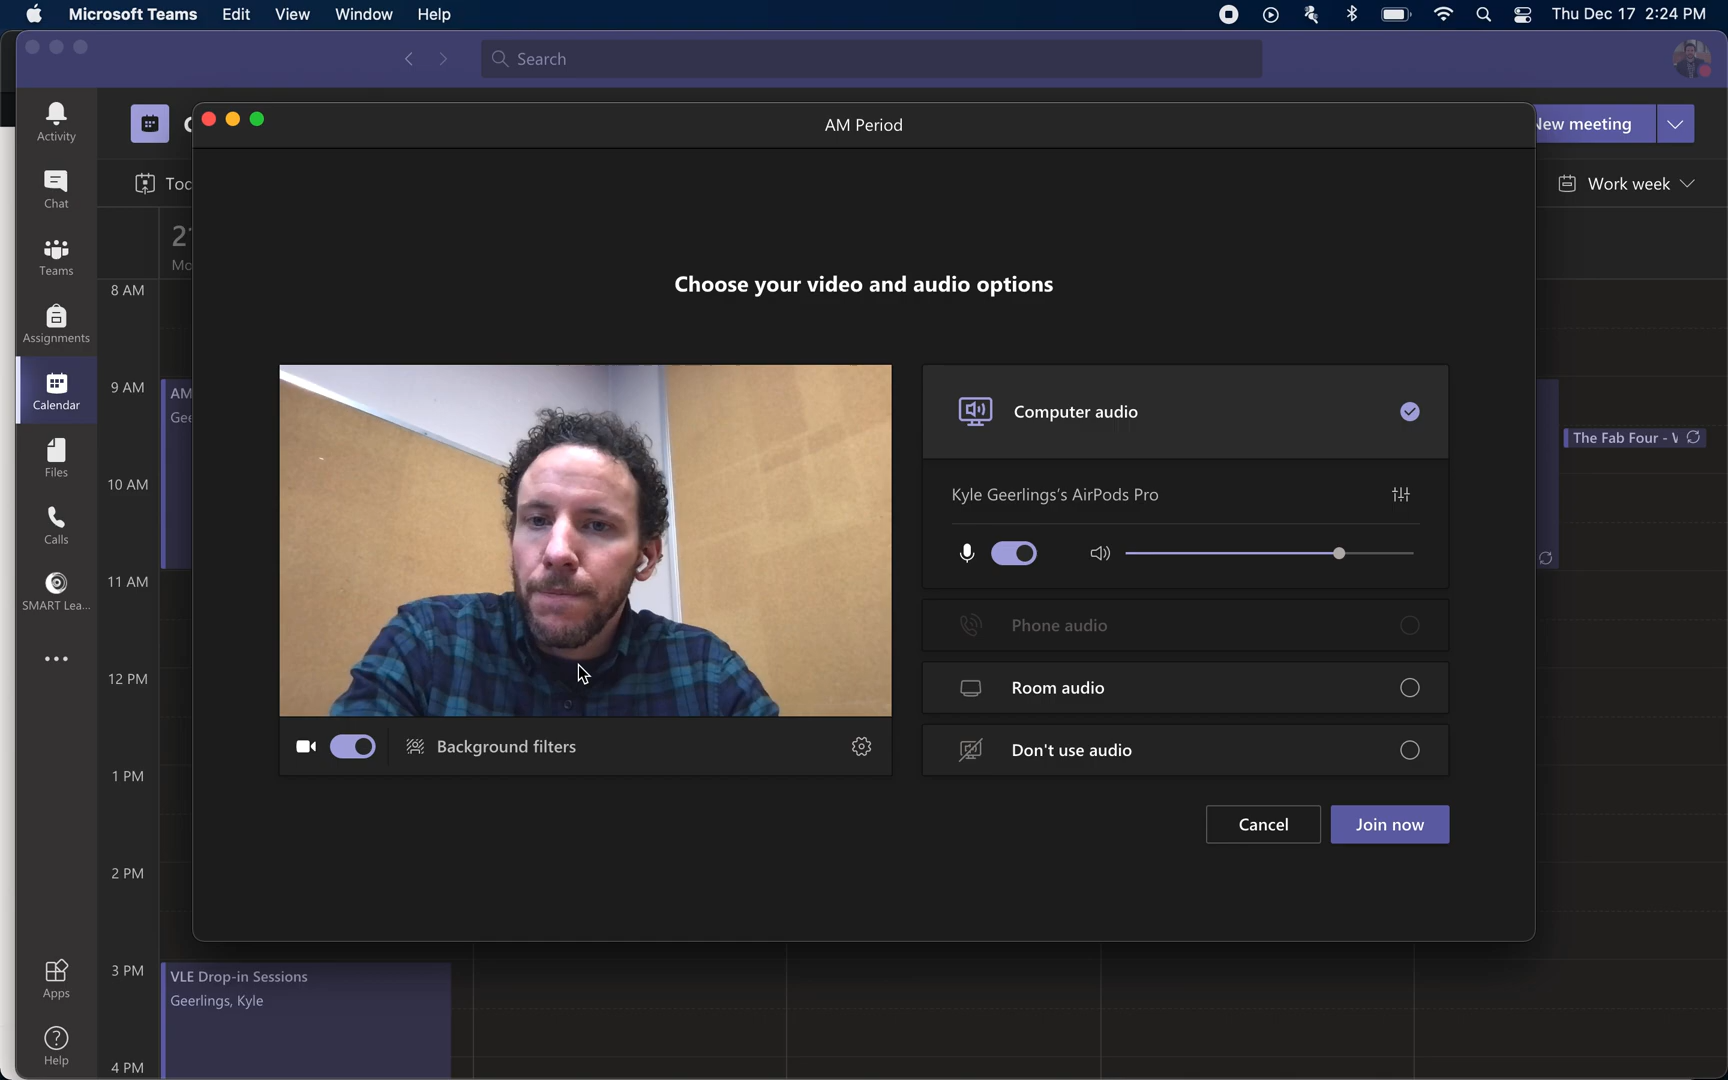 Microsoft Teams Edit View Window Help
Thu Dec 17 2:24 PM
Search
Activity
Chat
Teams
Assignments
Calendar
Files
Calls
SMART Lea...
Apps
Help
New meeting
Work week
AM Period
Choose your video and audio options
Background filters
Computer audio
Kyle Geerlings's AirPods Pro
Phone audio
Room audio
Don't use audio
Cancel
Join now
8 AM
9 AM
10 AM
11 AM
12 PM
1 PM
2 PM
3 PM
4 PM
AM
The Fab Four -
VLE Drop-in Sessions
Geerlings, Kyle